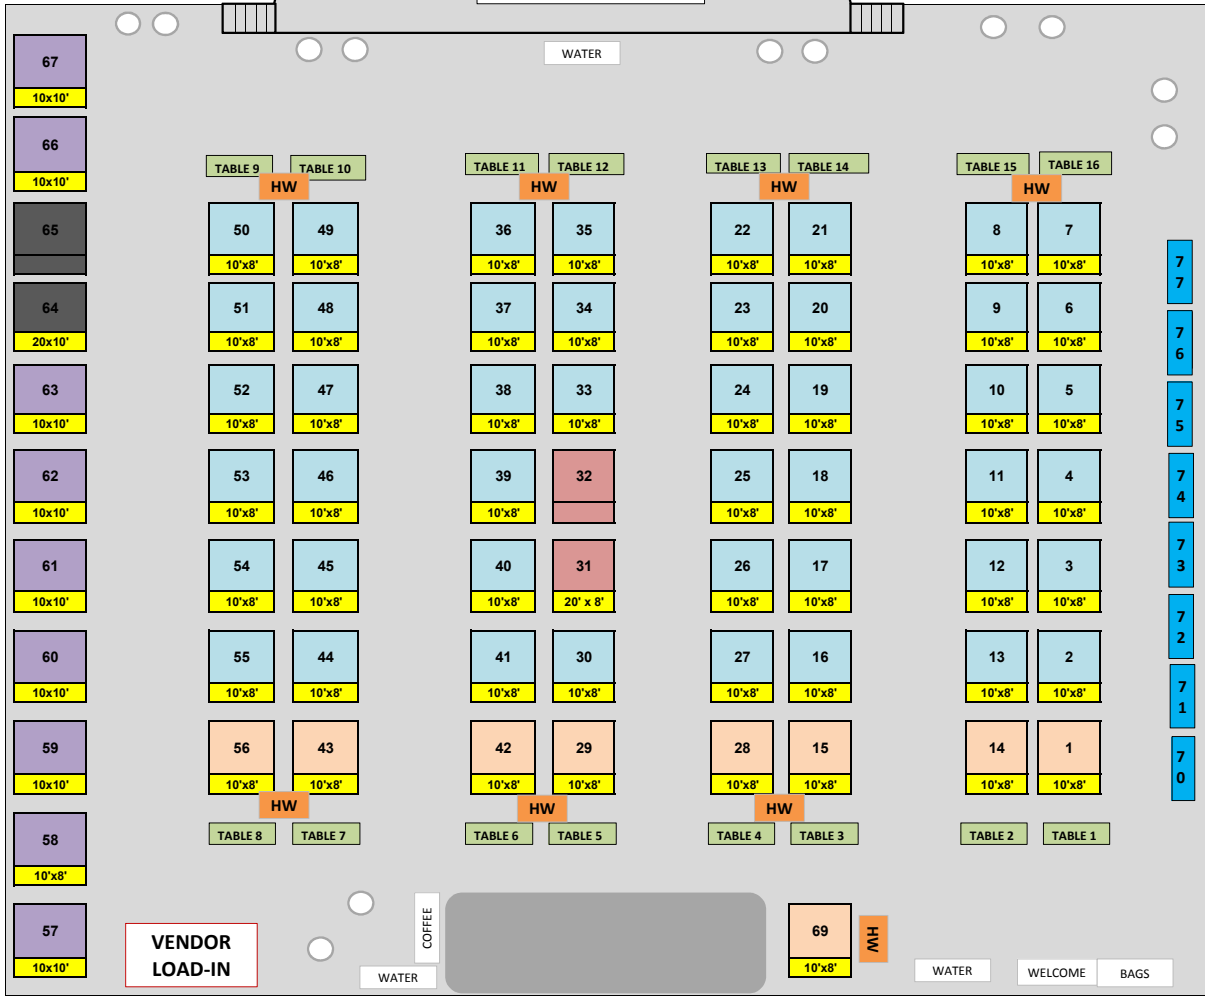 WATER
67
10x10'
66
10x10'
TABLE 9 TABLE 10 TABLE 11 TABLE 12 TABLE 13 TABLE 14 TABLE 15 TABLE 16
HW HW HW HW
65 50 49 36 35 22 21 8 7
10'x8' 10'x8' 10'x8' 10'x8' 10'x8' 10'x8' 10'x8' 10'x8'
77
64 51 48 37 34 23 20 9 6
20x10' 10'x8' 10'x8' 10'x8' 10'x8' 10'x8' 10'x8' 10'x8' 10'x8'
76
63 52 47 38 33 24 19 10 5
10x10' 10'x8' 10'x8' 10'x8' 10'x8' 10'x8' 10'x8' 10'x8' 10'x8'
75
62 53 46 39 32 25 18 11 4
10x10' 10'x8' 10'x8' 10'x8' 10'x8' 10'x8' 10'x8' 10'x8'
74
61 54 45 40 31 26 17 12 3
10x10' 10'x8' 10'x8' 10'x8' 20' x 8' 10'x8' 10'x8' 10'x8' 10'x8'
73
60 55 44 41 30 27 16 13 2
10x10' 10'x8' 10'x8' 10'x8' 10'x8' 10'x8' 10'x8' 10'x8' 10'x8'
72
71
59 56 43 42 29 28 15 14 1
10x10' 10'x8' 10'x8' 10'x8' 10'x8' 10'x8' 10'x8' 10'x8' 10'x8'
70
HW HW HW
TABLE 8 TABLE 7 TABLE 6 TABLE 5 TABLE 4 TABLE 3 TABLE 2 TABLE 1
58
10'x8'
57
10x10'
VENDOR
LOAD-IN
COFFEE
WATER
69
10'x8'
HW
WATER
WELCOME
BAGS